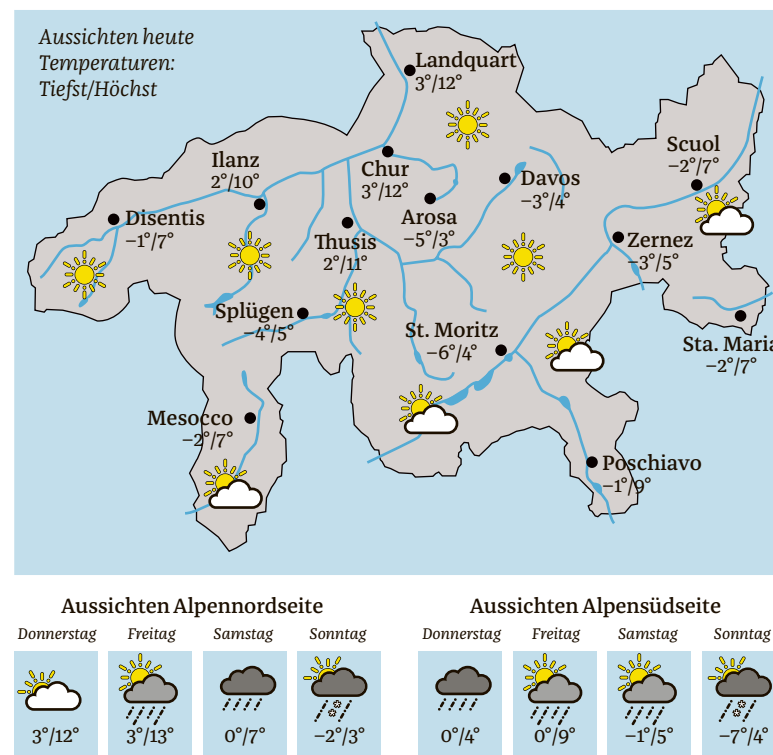 Aussichten heute
Temperaturen:
Tiefst/Höchst
Landquart
3°/12°
Scuol
−2°/7°
Ilanz
2°/10°
Chur
3°/12°
Davos
−3°/4°
Arosa
−5°/3°
Disentis
−1°/7°
Thusis
2°/11°
Zernez
−3°/5°
Splügen
−4°/5°
St. Moritz
−6°/4°
Sta. Maria
−2°/7°
Mesocco
−2°/7°
Poschiavo
−1°/9°
Aussichten Alpennordseite
Donnerstag Freitag Samstag Sonntag
3°/12° 3°/13° 0°/7° −2°/3°
Aussichten Alpensüdseite
Donnerstag Freitag Samstag Sonntag
0°/4° 0°/9° −1°/5° −7°/4°